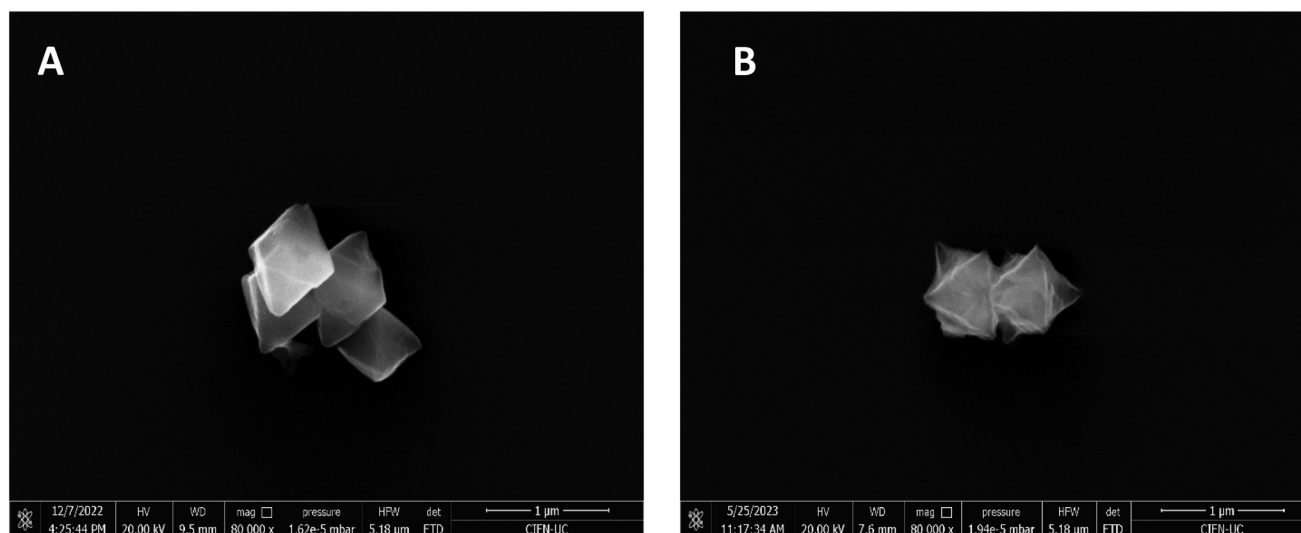 A
B
12/7/2022 HV WD mag pressure HFW det 1 µm
4:25:44 PM 20.00 kV 9.5 mm 80 000 x 1.62e-5 mbar 5.18 µm ETD CIEN-UC
5/25/2023 HV WD mag pressure HFW det 1 µm
11:17:34 AM 20.00 kV 7.6 mm 80 000 x 1.94e-5 mbar 5.18 µm ETD CIEN-UC